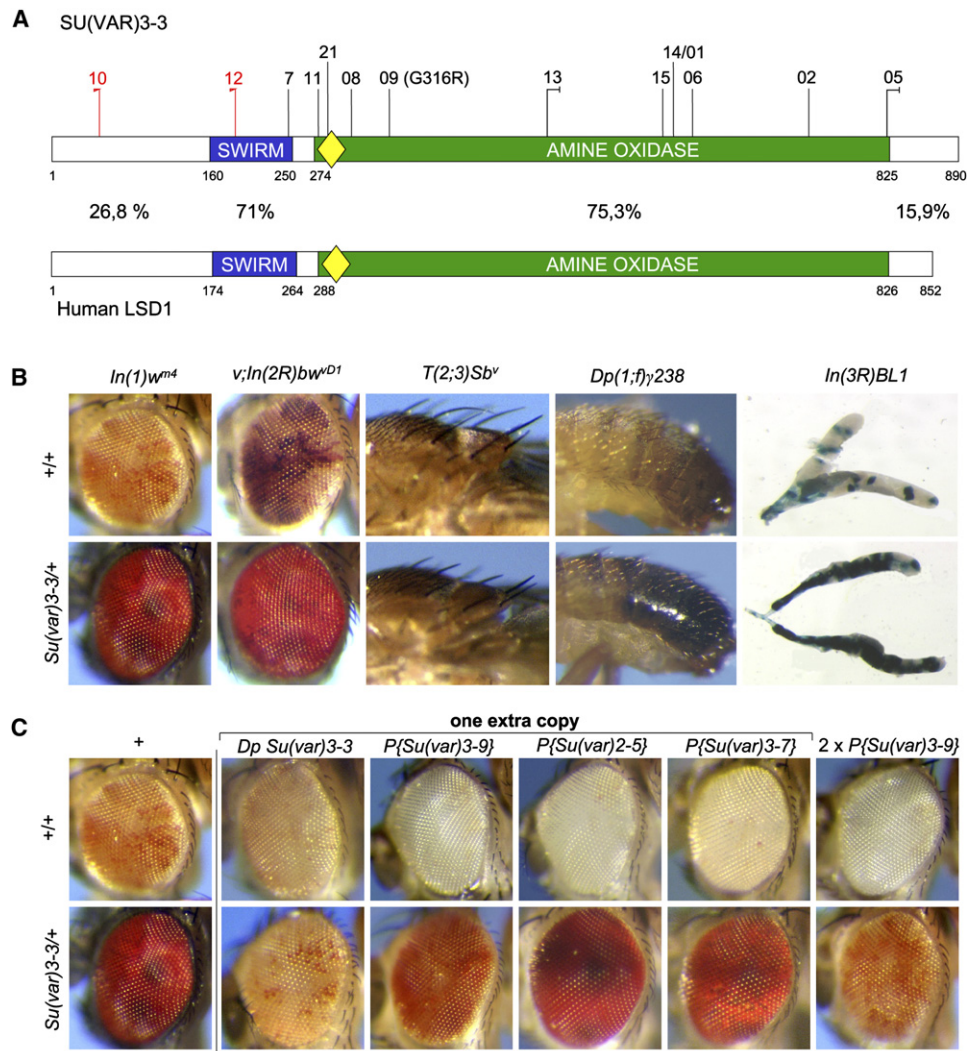 A
SU(VAR)3-3
21
14/01
10
12
7
11
08
09 (G316R)
13
15
06
02
05
SWIRM
AMINE OXIDASE
1
160
250
274
825
890
26,8 %
71%
75,3%
15,9%
SWIRM
AMINE OXIDASE
1
174
264
288
826
852
Human LSD1
B
In(1)wm4
v;In(2R)bwvD1
T(2;3)Sbv
Dp(1;f)γ238
In(3R)BL1
+/+
Su(var)3-3/+
C
one extra copy
+
Dp Su(var)3-3
P{Su(var)3-9}
P{Su(var)2-5}
P{Su(var)3-7}
2 x P{Su(var)3-9}
+/+
Su(var)3-3/+